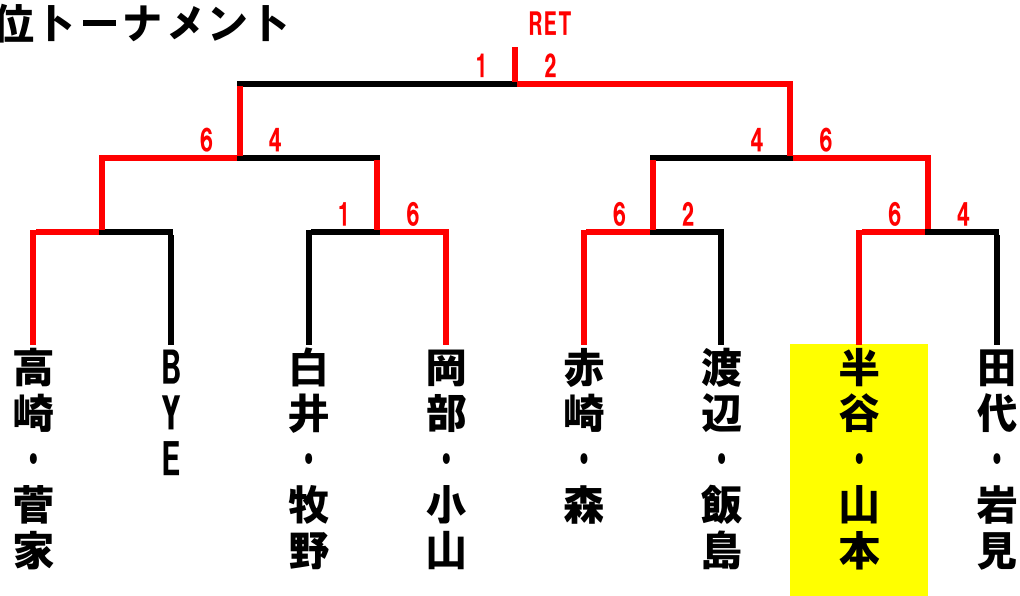 位トーナメント
RET
1 2
6 4
4 6
1 6
6 2
6 4
高崎・菅家
BYE
白井・牧野
岡部・小山
赤崎・森
渡辺・飯島
半谷・山本
田代・岩見